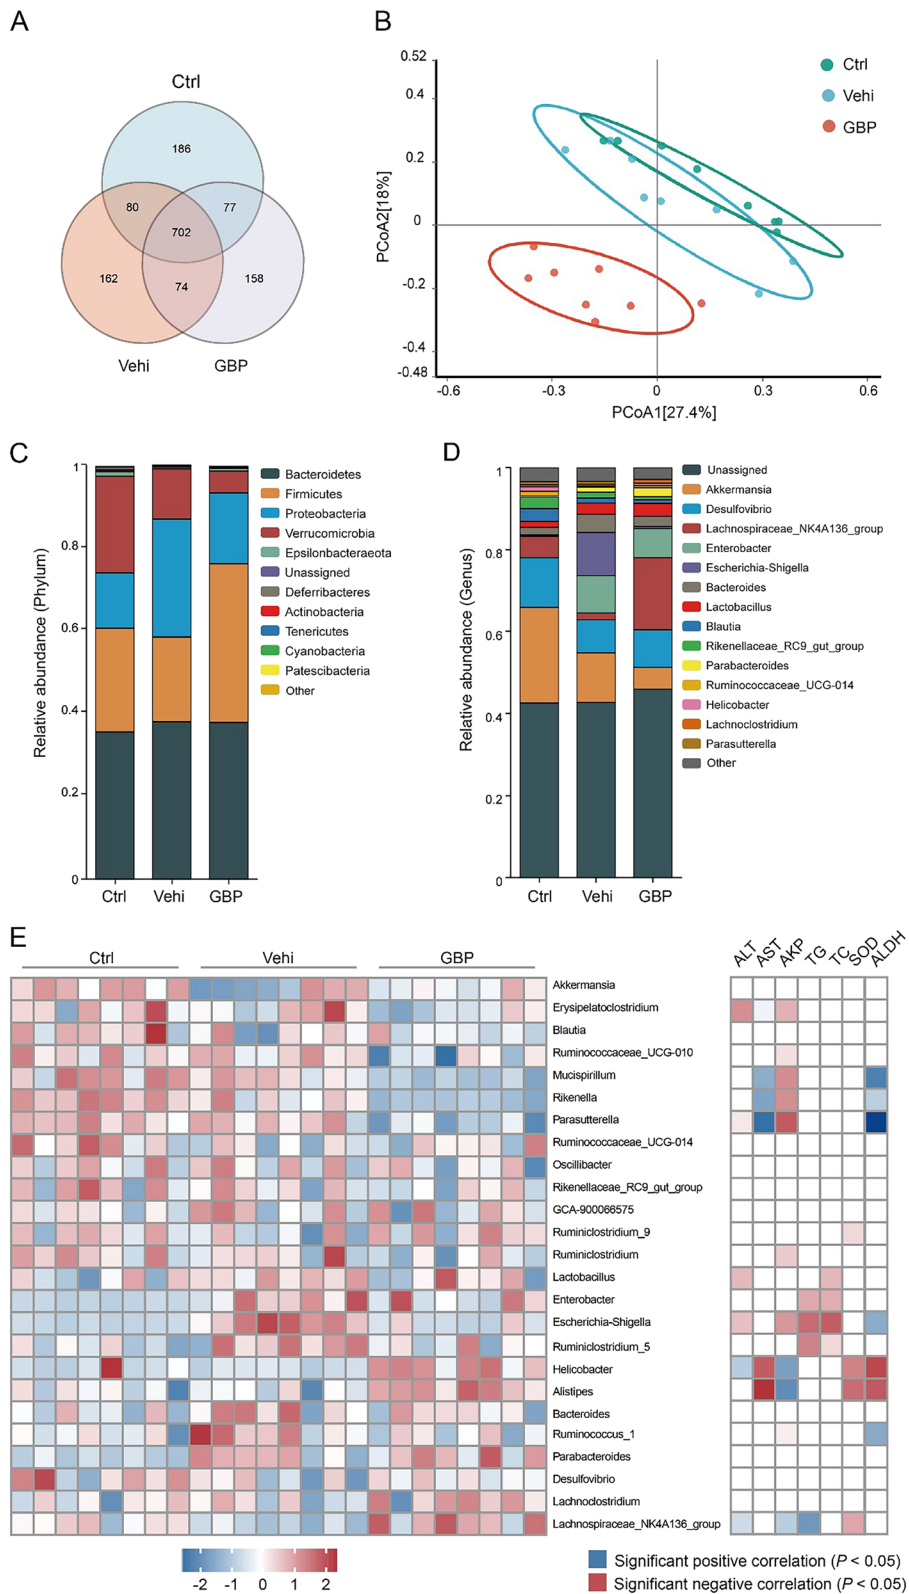 A
Ctrl
186
80
77
702
162
74
158
Vehi
GBP
B
0.52
0.4
0.2
0
-0.2
-0.4
-0.48
-0.6
-0.3
0
0.3
0.6
PCoA2[18%]
PCoA1[27.4%]
Ctrl
Vehi
GBP
C
Relative abundance (Phylum)
1
0.8
0.6
0.4
0.2
0
Ctrl
Vehi
GBP
Bacteroidetes
Firmicutes
Proteobacteria
Verrucomicrobia
Epsilonbacteraeota
Unassigned
Deferribacteres
Actinobacteria
Tenericutes
Cyanobacteria
Patescibacteria
Other
D
Relative abundance (Genus)
1
0.8
0.6
0.4
0.2
0
Ctrl
Vehi
GBP
Unassigned
Akkermansia
Desulfovibrio
Lachnospiraceae_NK4A136_group
Enterobacter
Escherichia-Shigella
Bacteroides
Lactobacillus
Blautia
Rikenellaceae_RC9_gut_group
Parabacteroides
Ruminococcaceae_UCG-014
Helicobacter
Lachnoclostridium
Parasutterella
Other
E
Ctrl
Vehi
GBP
ALT
AST
AKP
TG
TC
SOD
ALDH
Akkermansia
Erysipelatoclostridium
Blautia
Ruminococcaceae_UCG-010
Mucispirillum
Rikenella
Parasutterella
Ruminococcaceae_UCG-014
Oscillibacter
Rikenellaceae_RC9_gut_group
GCA-900066575
Ruminiclostridium_9
Ruminiclostridium
Lactobacillus
Enterobacter
Escherichia-Shigella
Ruminiclostridium_5
Helicobacter
Alistipes
Bacteroides
Ruminococcus_1
Parabacteroides
Desulfovibrio
Lachnoclostridium
Lachnospiraceae_NK4A136_group
-2 -1 0 1 2
Significant positive correlation (P < 0.05)
Significant negative correlation (P < 0.05)